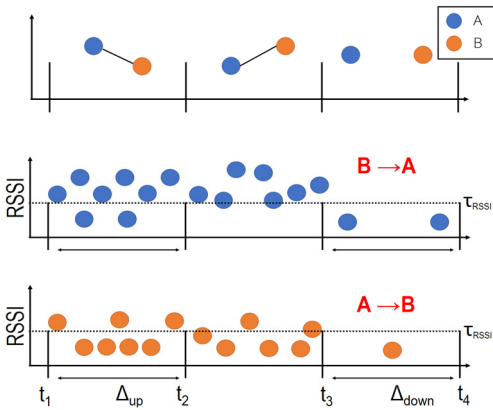 A
B
RSSI
B → A
τRSSI
RSSI
A → B
τRSSI
t1 Δup t2 t3 Δdown t4